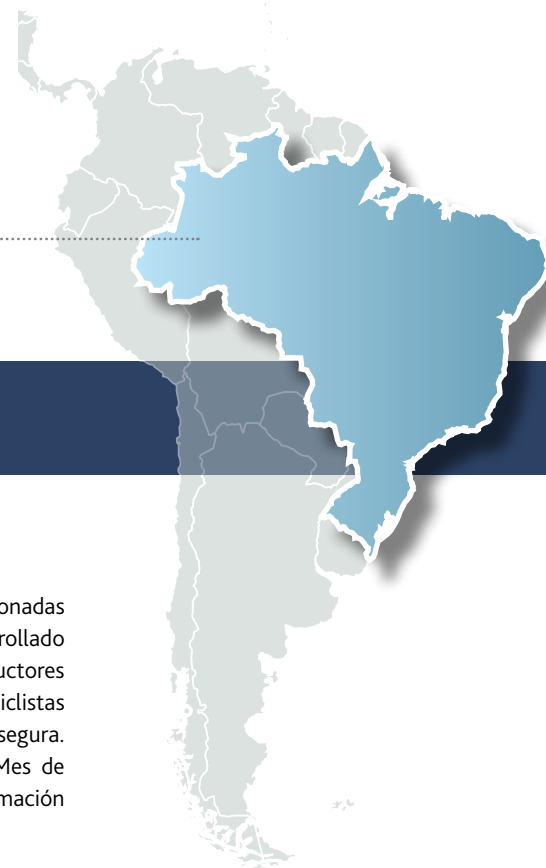 onadas
rollado
uctores
iclistas
segura.
Mes de
mación